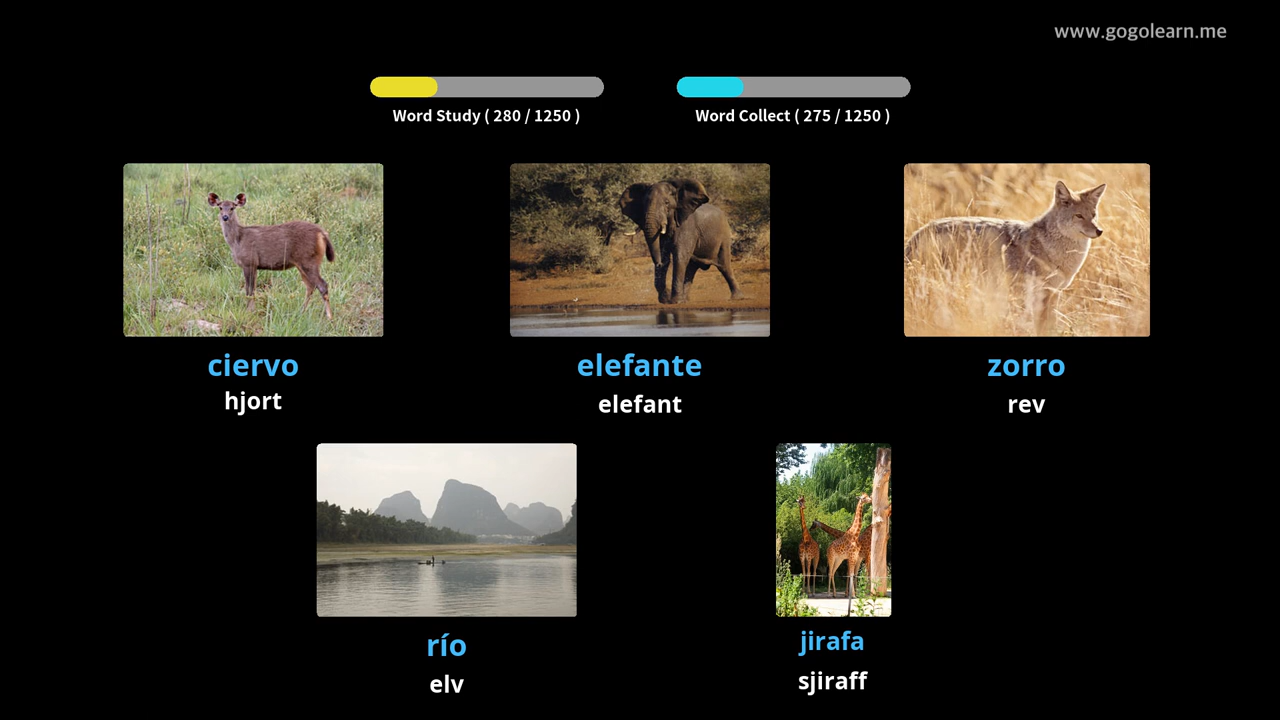 www.gogolearn.me
Word Study ( 280 / 1250 )
Word Collect ( 275 / 1250 )
ciervo
hjort
elefante
elefant
zorro
rev
río
elv
jirafa
sjiraff